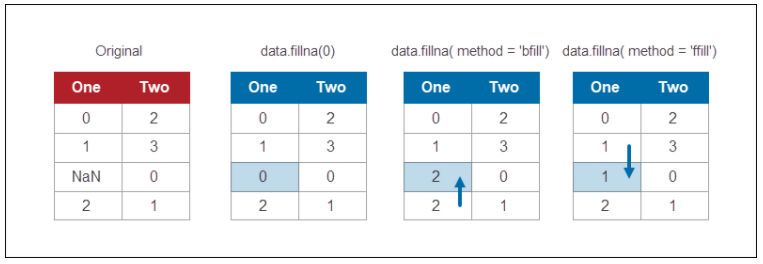 Original data.fillna(0) data.fillna( method = 'bfill') data.fillna( method = 'ffill')
One Two One Two One Two One Two
0 2 0 2 0 2 0 2
1 3 1 3 1 3 1 3
NaN 0 0 0 2 0 1 0
2 1 2 1 2 1 2 1